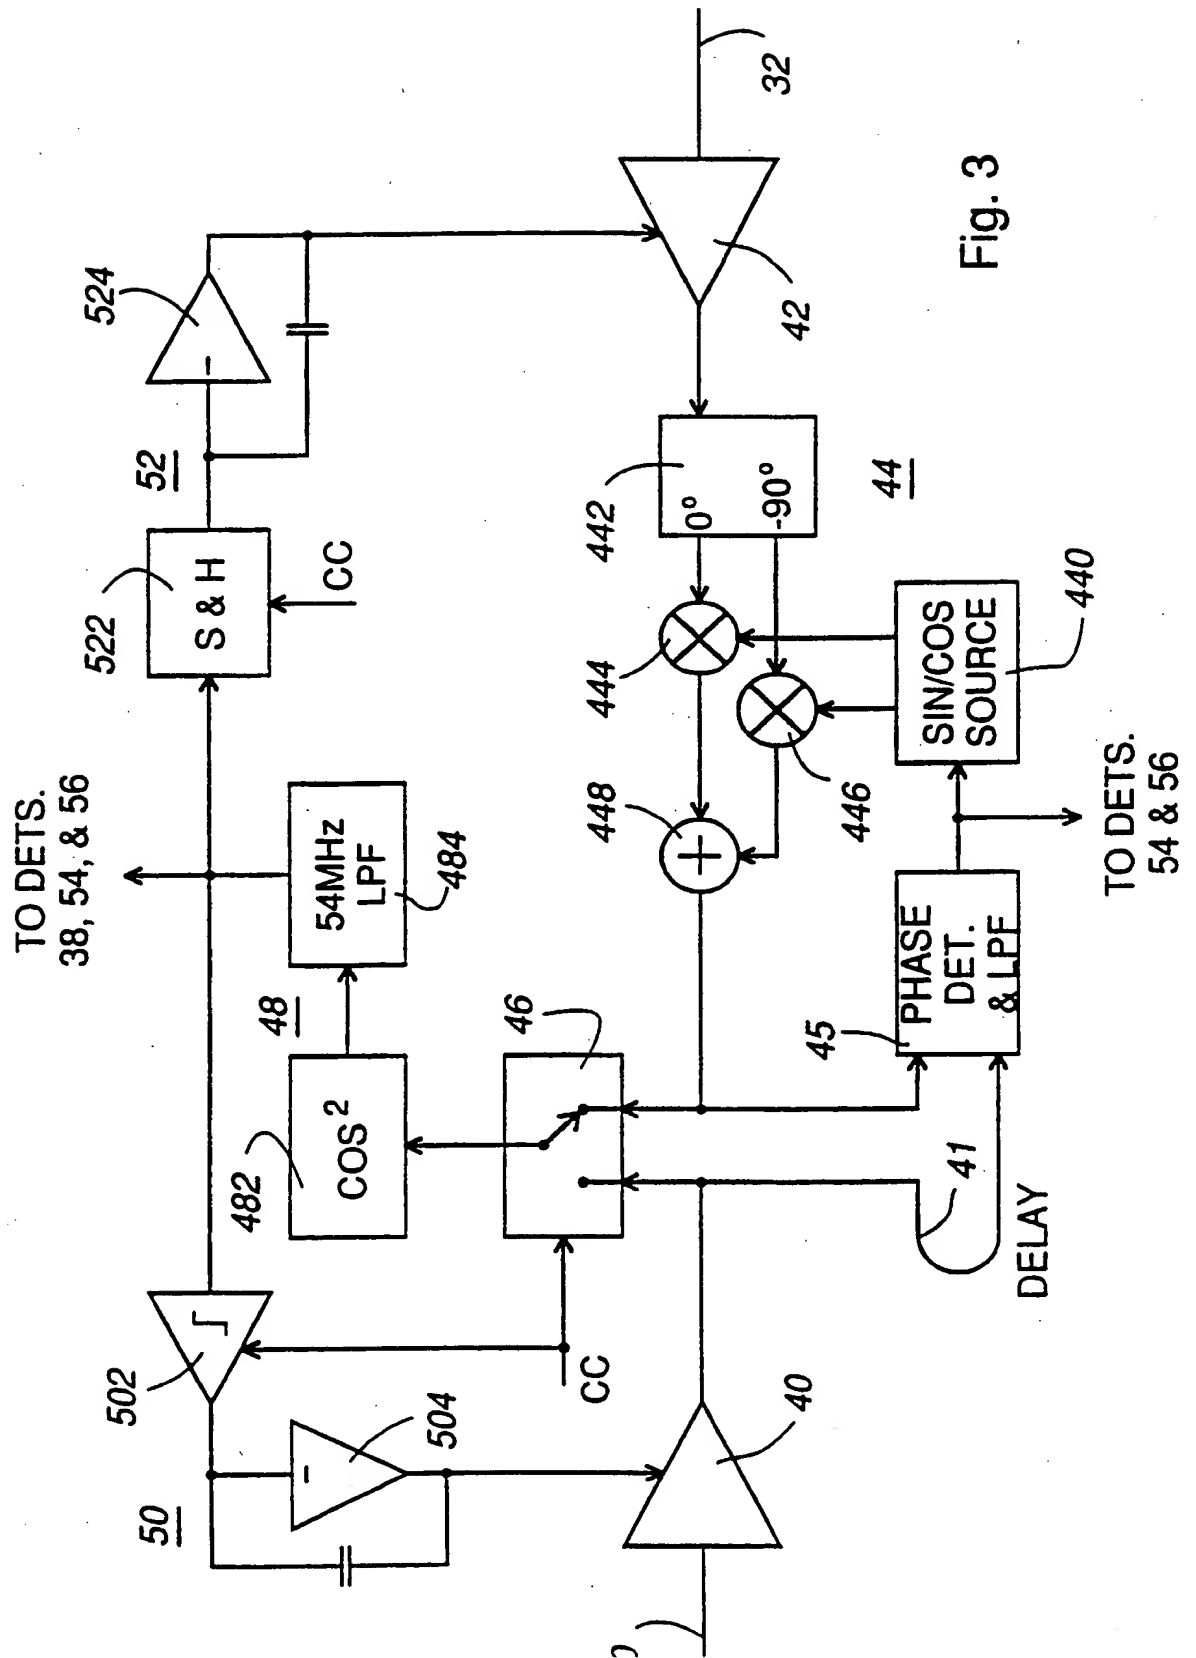 TO DETS.
38, 54, & 56
502
50
504
482
COS²
48
54MHz
LPF
484
522
S & H
CC
52
524
CC
46
448
444
442
0°
-90°
44
446
42
32
40
41
DELAY
45
PHASE
DET.
& LPF
SIN/COS
SOURCE
440
TO DETS.
54 & 56
Fig. 3